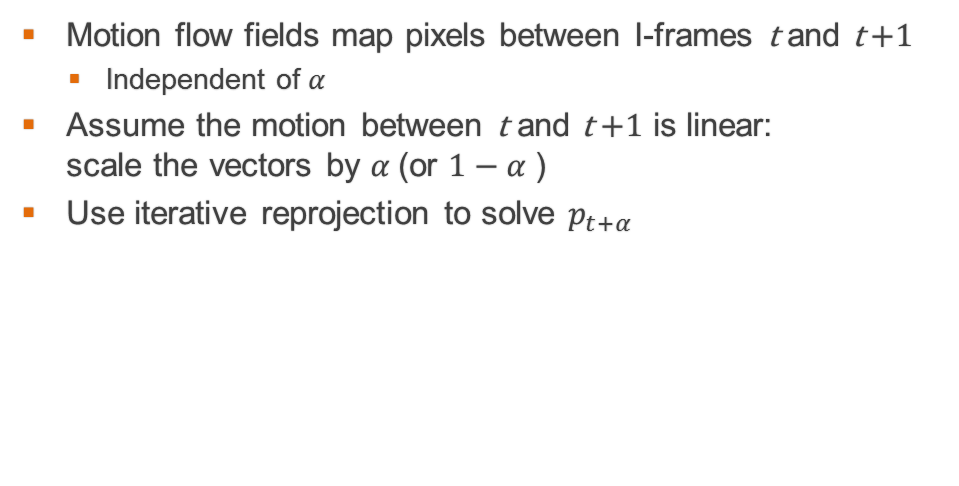 ▪ Motion flow fields map pixels between I-frames t and t+1
▪ Independent of α
▪ Assume the motion between t and t+1 is linear:
scale the vectors by α (or 1 − α )
▪ Use iterative reprojection to solve pₜ₊α